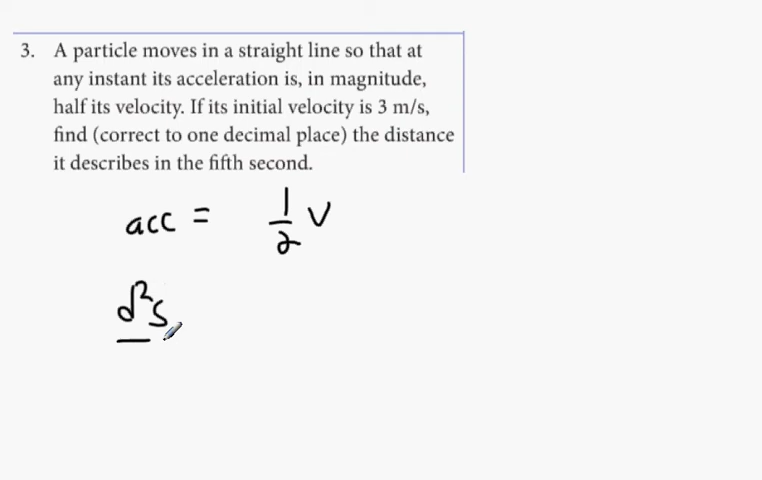 3. A particle moves in a straight line so that at
any instant its acceleration is, in magnitude,
half its velocity. If its initial velocity is 3 m/s,
find (correct to one decimal place) the distance
it describes in the fifth second.
acc = 1/2 v
d²s